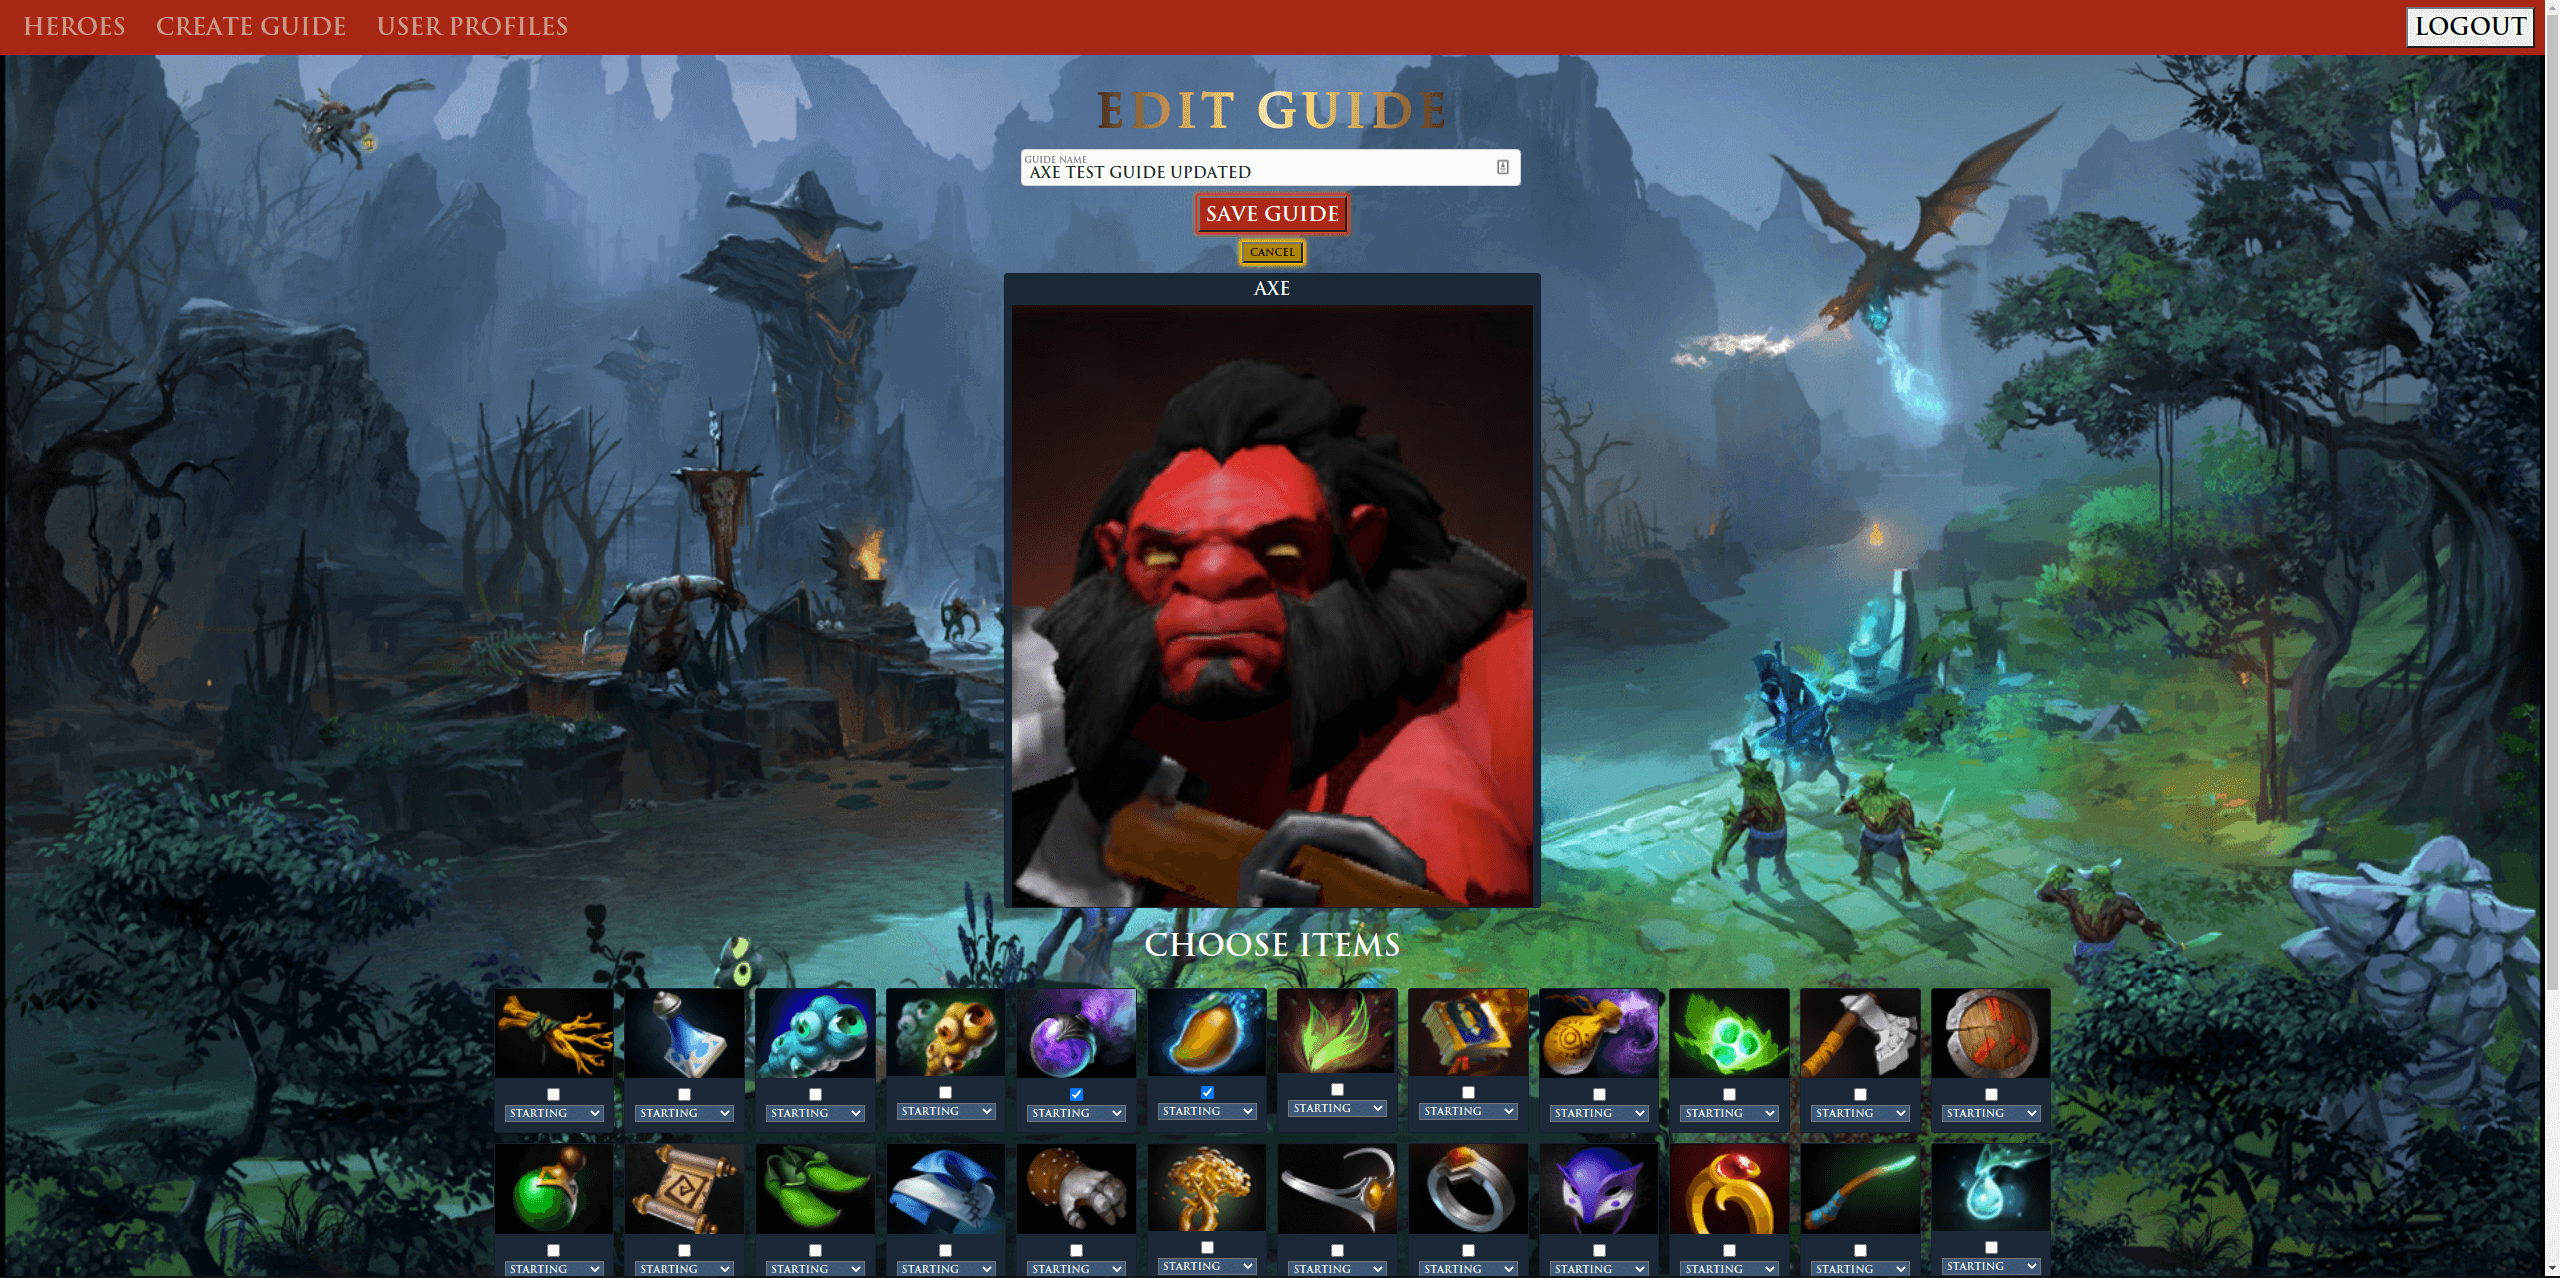 HEROES CREATE GUIDE USER PROFILES LOGOUT
EDIT GUIDE
GUIDE NAME
AXE TEST GUIDE UPDATED
SAVE GUIDE
CANCEL
AXE
CHOOSE ITEMS
STARTING STARTING STARTING STARTING STARTING STARTING STARTING STARTING STARTING STARTING STARTING STARTING
STARTING STARTING STARTING STARTING STARTING STARTING STARTING STARTING STARTING STARTING STARTING STARTING